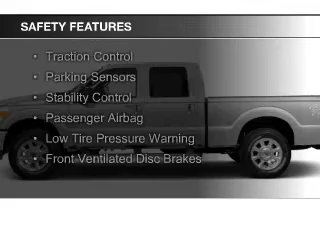 SAFETY FEATURES
• Traction Control
• Parking Sensors
• Stability Control
• Passenger Airbag
• Low Tire Pressure Warning
• Front Ventilated Disc Brakes